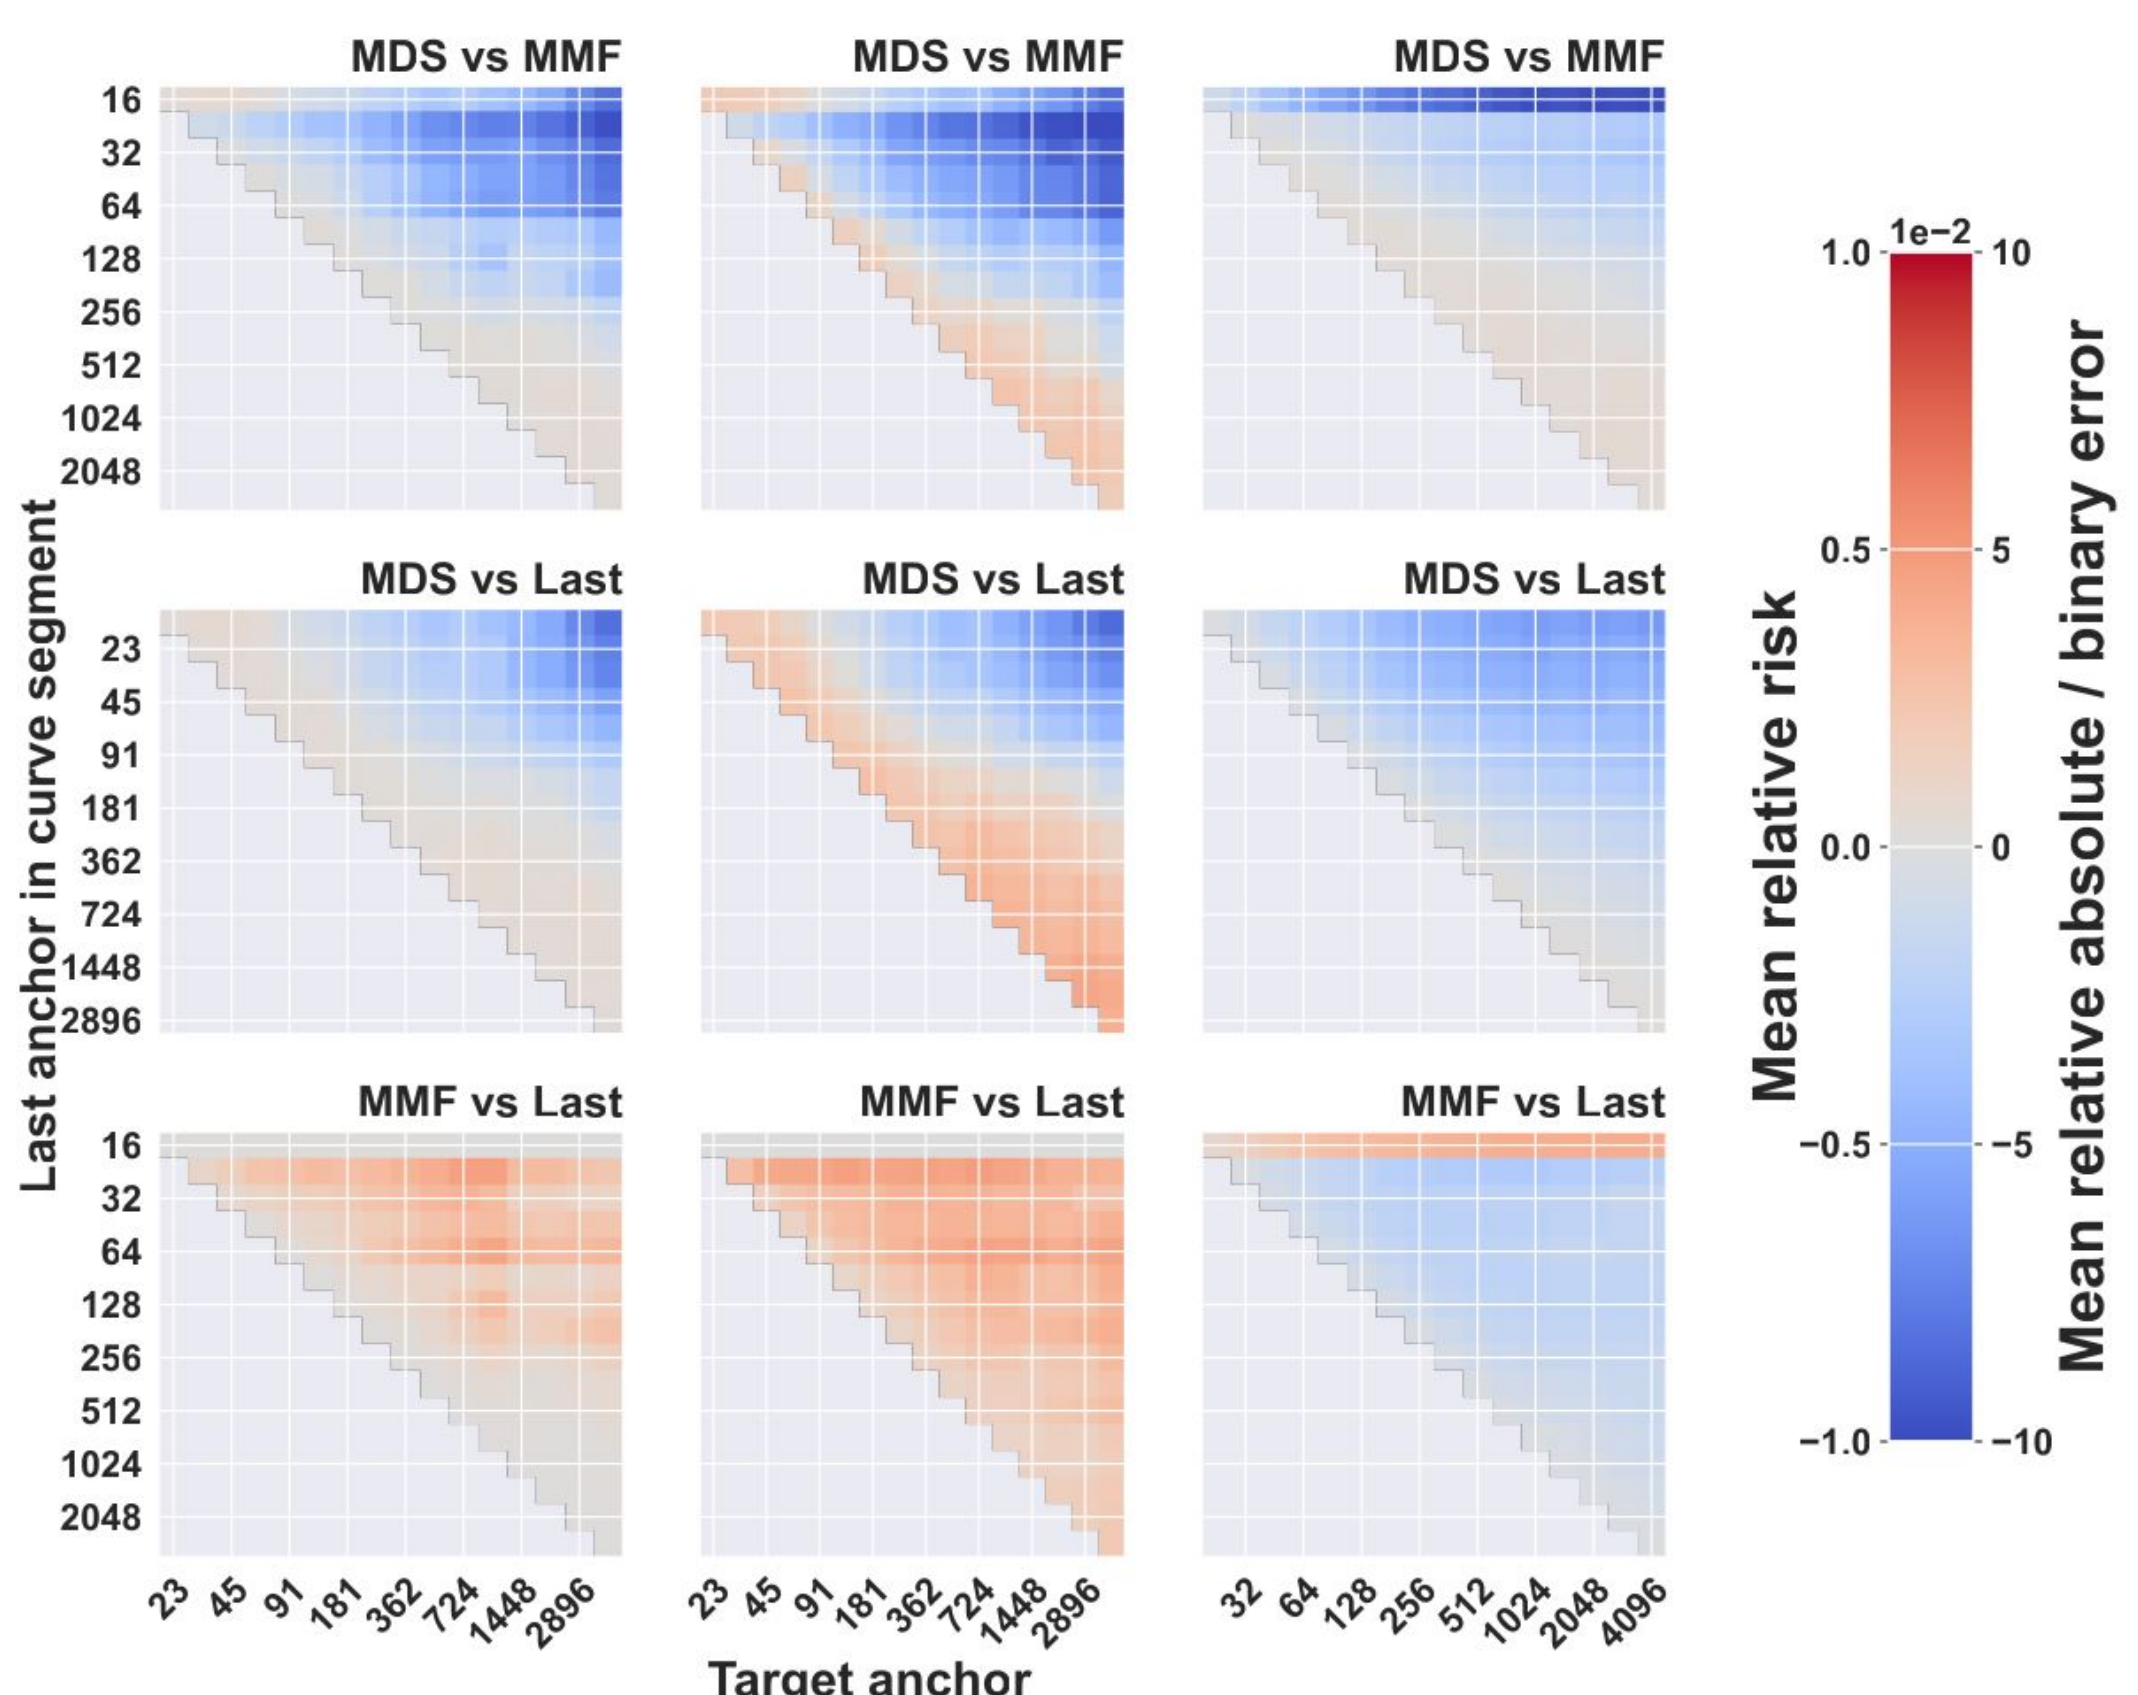 MDS vs MMF
MDS vs MMF
MDS vs MMF
16
32
64
128
256
512
1024
2048
MDS vs Last
MDS vs Last
MDS vs Last
23
45
91
181
362
724
1448
2896
MMF vs Last
MMF vs Last
MMF vs Last
16
32
64
128
256
512
1024
2048
23 45 91 181 362 724 1448 2896
23 45 91 181 362 724 1448 2896
32 64 128 256 512 1024 2048 4096
Target anchor
Last anchor in curve segment
1e−2
1.0 10
0.5 5
0.0 0
−0.5 −5
−1.0 −10
Mean relative risk
Mean relative absolute / binary error